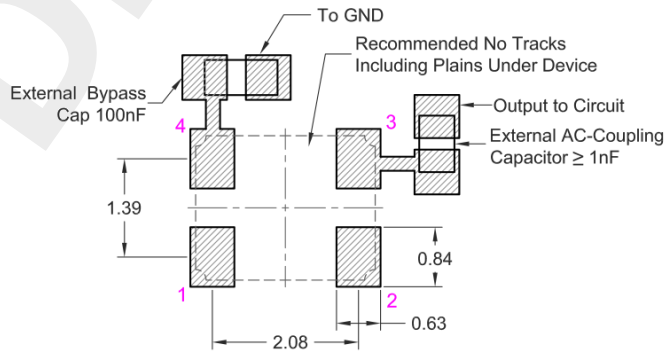 To GND
Recommended No Tracks
Including Plains Under Device
External Bypass
Cap 100nF
Output to Circuit
External AC-Coupling
Capacitor ≥ 1nF
4
3
1.39
0.84
1
2
0.63
2.08